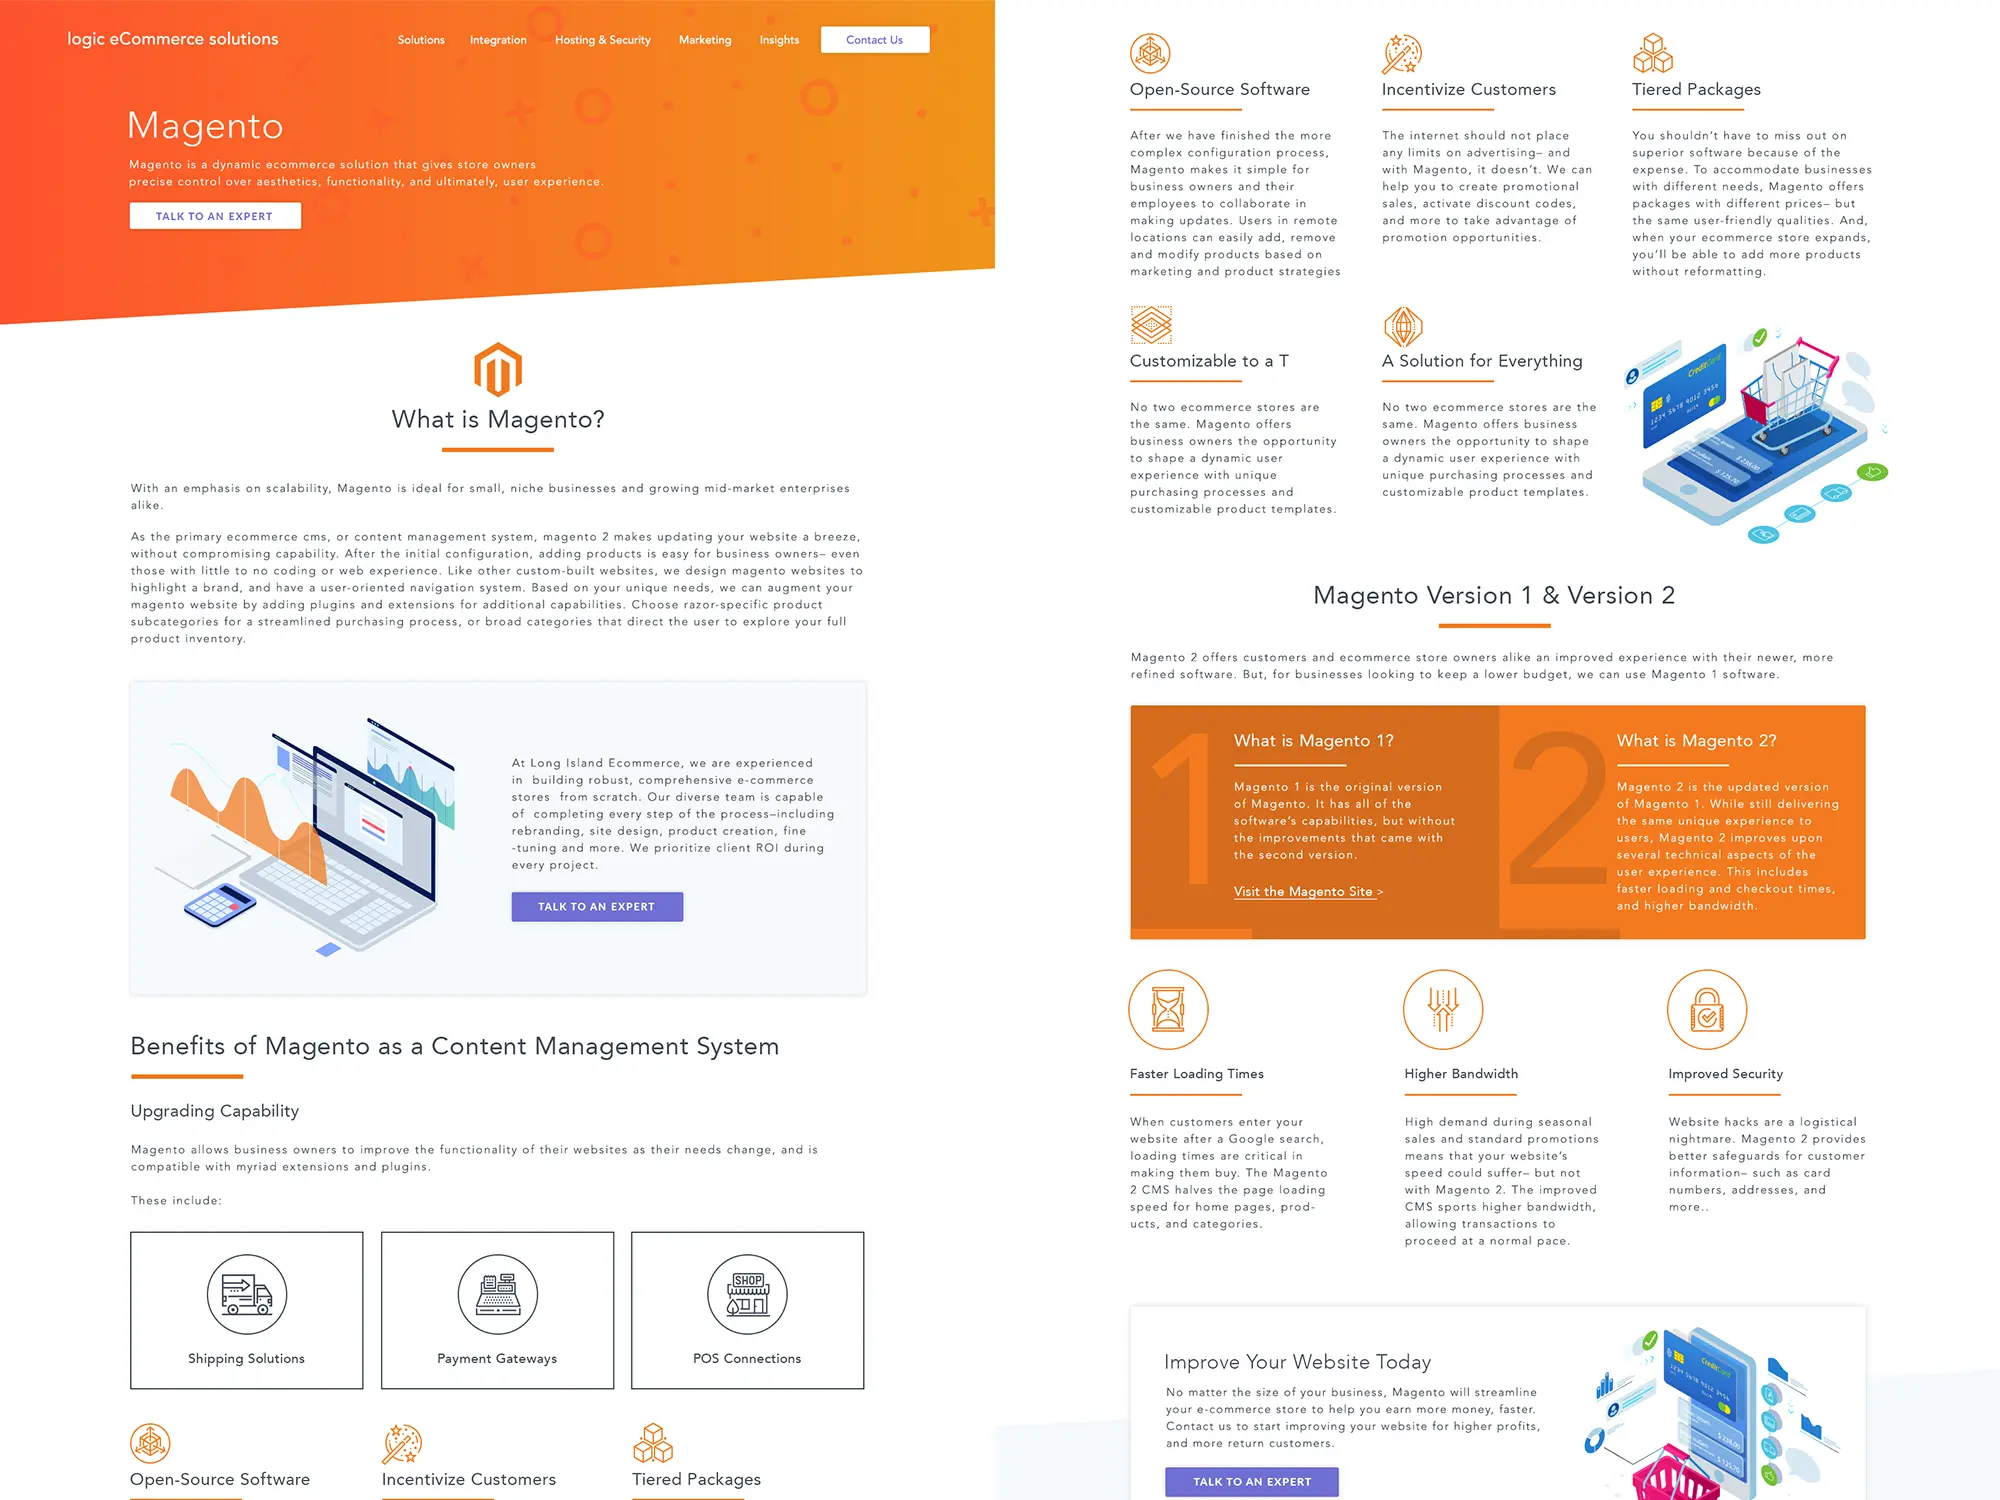 logic eCommerce solutions
Solutions
Integration
Hosting & Security
Marketing
Insights
Contact Us
Magento
Magento is a dynamic ecommerce solution that gives store owners
precise control over aesthetics, functionality, and ultimately, user experience.
TALK TO AN EXPERT
What is Magento?
With an emphasis on scalability, Magento is ideal for small, niche businesses and growing mid-market enterprises
alike.
As the primary ecommerce cms, or content management system, magento 2 makes updating your website a breeze,
without compromising capability. After the initial configuration, adding products is easy for business owners– even
those with little to no coding or web experience. Like other custom-built websites, we design magento websites to
highlight a brand, and have a user-oriented navigation system. Based on your unique needs, we can augment your
magento website by adding plugins and extensions for additional capabilities. Choose razor-specific product
subcategories for a streamlined purchasing process, or broad categories that direct the user to explore your full
product inventory.
At Long Island Ecommerce, we are experienced
in building robust, comprehensive e-commerce
stores from scratch. Our diverse team is capable
of completing every step of the process–including
rebranding, site design, product creation, fine
-tuning and more. We prioritize client ROI during
every project.
TALK TO AN EXPERT
Benefits of Magento as a Content Management System
Upgrading Capability
Magento allows business owners to improve the functionality of their websites as their needs change, and is
compatible with myriad extensions and plugins.
These include:
SHOP
Shipping Solutions
Payment Gateways
POS Connections
Open-Source Software
Incentivize Customers
Tiered Packages
Open-Source Software
After we have finished the more
complex configuration process,
Magento makes it simple for
business owners and their
employees to collaborate in
making updates. Users in remote
locations can easily add, remove
and modify products based on
marketing and product strategies
Incentivize Customers
The internet should not place
any limits on advertising– and
with Magento, it doesn't. We can
help you to create promotional
sales, activate discount codes,
and more to take advantage of
promotion opportunities.
Tiered Packages
You shouldn't have to miss out on
superior software because of the
expense. To accommodate businesses
with different needs, Magento offers
packages with different prices– but
the same user-friendly qualities. And,
when your ecommerce store expands,
you'll be able to add more products
without reformatting.
Customizable to a T
No two ecommerce stores are
the same. Magento offers
business owners the opportunity
to shape a dynamic user
experience with unique
purchasing processes and
customizable product templates.
A Solution for Everything
No two ecommerce stores are the
same. Magento offers business
owners the opportunity to shape
a dynamic user experience with
unique purchasing processes and
customizable product templates.
CreditCard
1234 5678 9012 3456
$ 238.00
$ 125.70
Magento Version 1 & Version 2
Magento 2 offers customers and ecommerce store owners alike an improved experience with their newer, more
refined software. But, for businesses looking to keep a lower budget, we can use Magento 1 software.
1
What is Magento 1?
Magento 1 is the original version
of Magento. It has all of the
software's capabilities, but without
the improvements that came with
the second version.
Visit the Magento Site >
2
What is Magento 2?
Magento 2 is the updated version
of Magento 1. While still delivering
the same unique experience to
users, Magento 2 improves upon
several technical aspects of the
user experience. This includes
faster loading and checkout times,
and higher bandwidth.
Faster Loading Times
When customers enter your
website after a Google search,
loading times are critical in
making them buy. The Magento
2 CMS halves the page loading
speed for home pages, prod-
ucts, and categories.
Higher Bandwidth
High demand during seasonal
sales and standard promotions
means that your website's
speed could suffer– but not
with Magento 2. The improved
CMS sports higher bandwidth,
allowing transactions to
proceed at a normal pace.
Improved Security
Website hacks are a logistical
nightmare. Magento 2 provides
better safeguards for customer
information– such as card
numbers, addresses, and
more..
Improve Your Website Today
No matter the size of your business, Magento will streamline
your e-commerce store to help you earn more money, faster.
Contact us to start improving your website for higher profits,
and more return customers.
TALK TO AN EXPERT
CreditCard
1234 5678 9012 3456
$ 238.00
$ 125.70